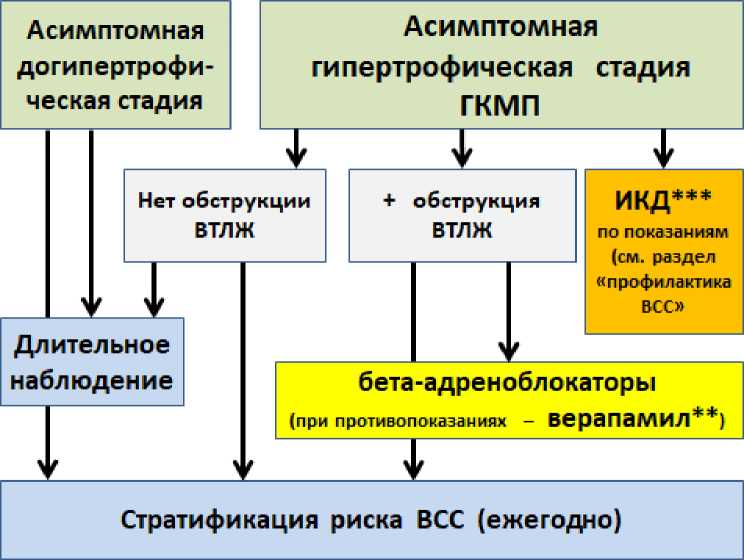 Асимптомная
догипертрофи-
ческая стадия
Асимптомная
гипертрофическая стадия
ГКМП
Нет обструкции
ВТЛЖ
+ обструкция
ВТЛЖ
ИКД***
по показаниям
(см. раздел
«профилактика
ВСС»
Длительное
наблюдение
бета-адреноблокаторы
(при противопоказаниях – верапамил**)
Стратификация риска ВСС (ежегодно)